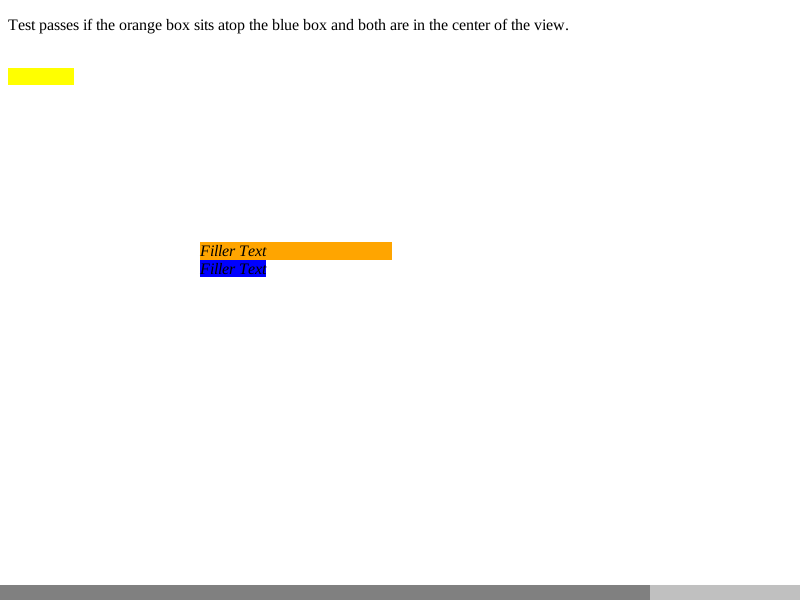 Test passes if the orange box sits atop the blue box and both are in the center of the view.
Filler Text
Filler Text